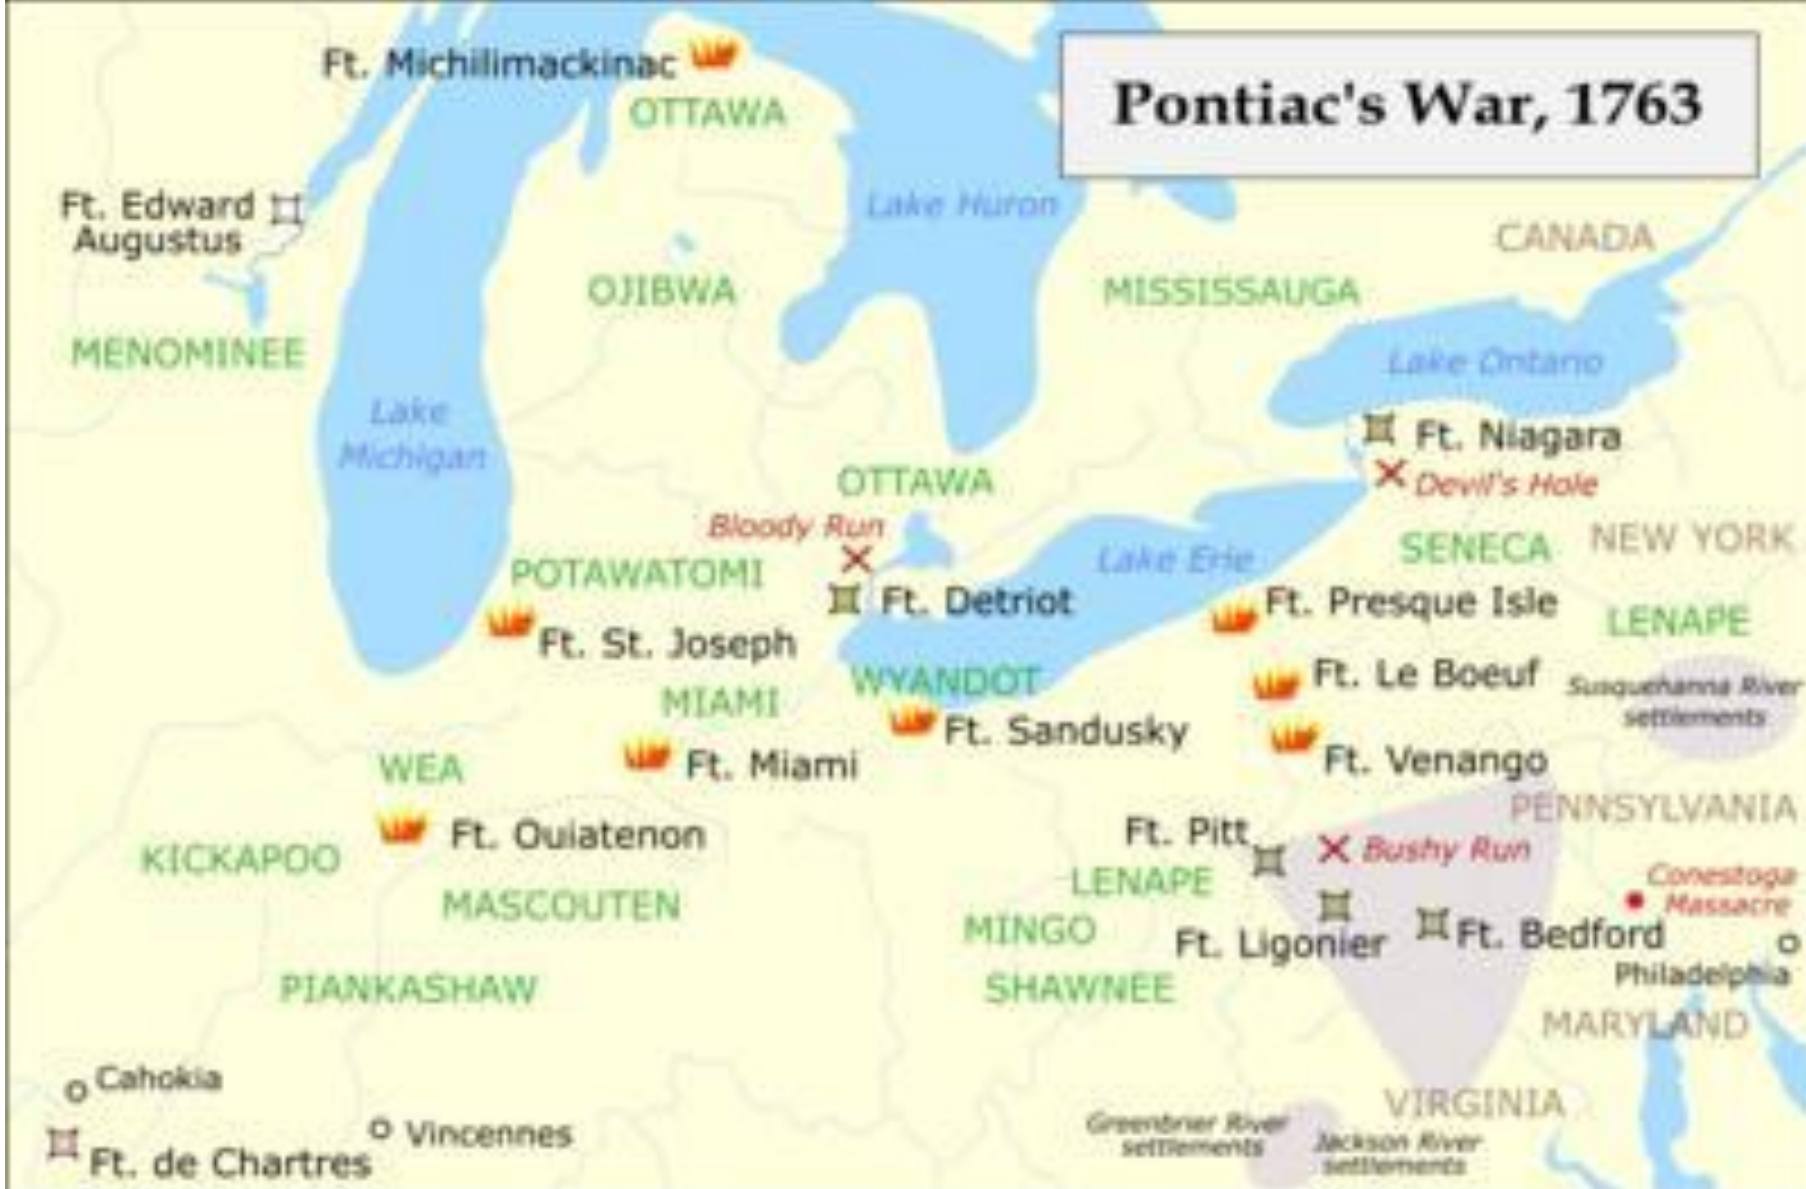 Ft. Michilimackinac
OTTAWA
Pontiac's War, 1763
Ft. Edward
Augustus
Lake Huron
CANADA
OJIBWA
MISSISSAUGA
MENOMINEE
Lake Ontario
Lake
Michigan
Ft. Niagara
OTTAWA
Devil's Hole
Bloody Run
SENECA
NEW YORK
Lake Erie
POTAWATOMI
Ft. Detriot
Ft. Presque Isle
LENAPE
Ft. St. Joseph
WYANDOT
Ft. Le Boeuf
Susquehanna River
settlements
MIAMI
Ft. Sandusky
Ft. Miami
WEA
Ft. Venango
PENNSYLVANIA
Ft. Ouiatenon
Ft. Pitt
Bushy Run
KICKAPOO
LENAPE
Conestoga
Massacre
MASCOUTEN
MINGO
Ft. Ligonier
Ft. Bedford
Philadelphia
PIANKASHAW
SHAWNEE
MARYLAND
Cahokia
VIRGINIA
Vincennes
Greenbrier River
settlements
Jackson River
settlements
Ft. de Chartres